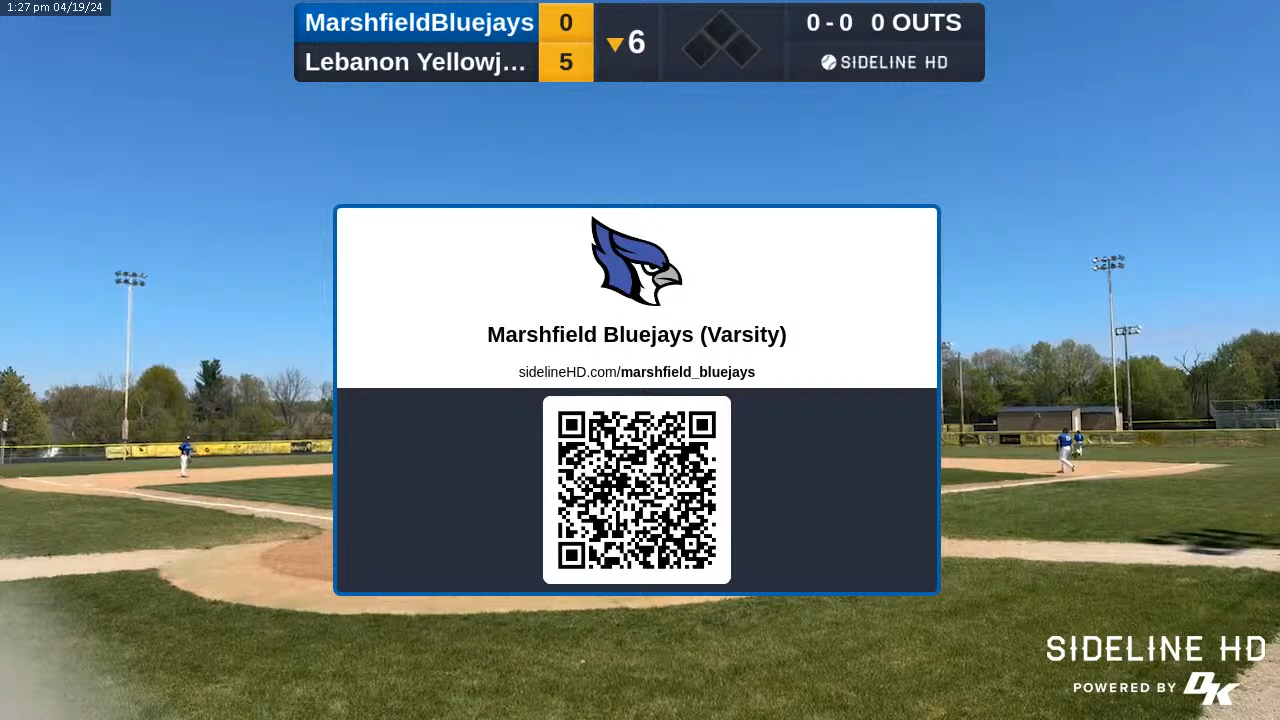 1:27 pm 04/19/24
MarshfieldBluejays 0
Lebanon Yellowj... 5
6
0 - 0 0 OUTS
SIDELINE HD
Marshfield Bluejays (Varsity)
sidelineHD.com/marshfield_bluejays
SIDELINE HD
POWERED BY DK